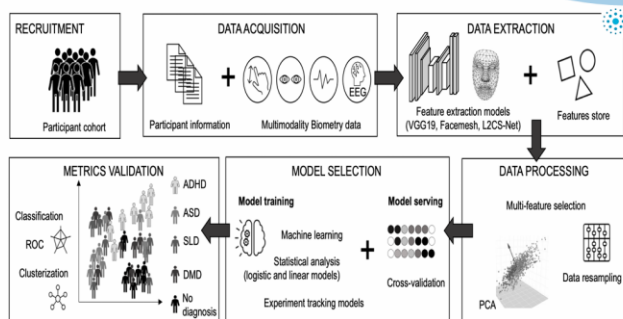 RECRUITMENT
Participant cohort
DATA ACQUISITION
EEG
Participant information
Multimodality Biometry data
DATA EXTRACTION
Feature extraction models
(VGG19, Facemesh, L2CS-Net)
Features store
METRICS VALIDATION
Classification
ROC
Clusterization
ADHD
ASD
SLD
DMD
No
diagnosis
MODEL SELECTION
Model training
Machine learning
Statistical analysis
(logistic and linear models)
Experiment tracking models
Model serving
Cross-validation
DATA PROCESSING
Multi-feature selection
PCA
Data resampling